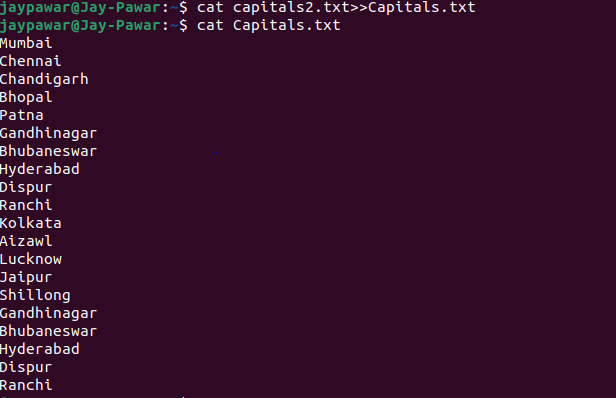 jaypawar@Jay-Pawar:~$ cat capitals2.txt>>Capitals.txt
jaypawar@Jay-Pawar:~$ cat Capitals.txt
Mumbai
Chennai
Chandigarh
Bhopal
Patna
Gandhinagar
Bhubaneswar
Hyderabad
Dispur
Ranchi
Kolkata
Aizawl
Lucknow
Jaipur
Shillong
Gandhinagar
Bhubaneswar
Hyderabad
Dispur
Ranchi